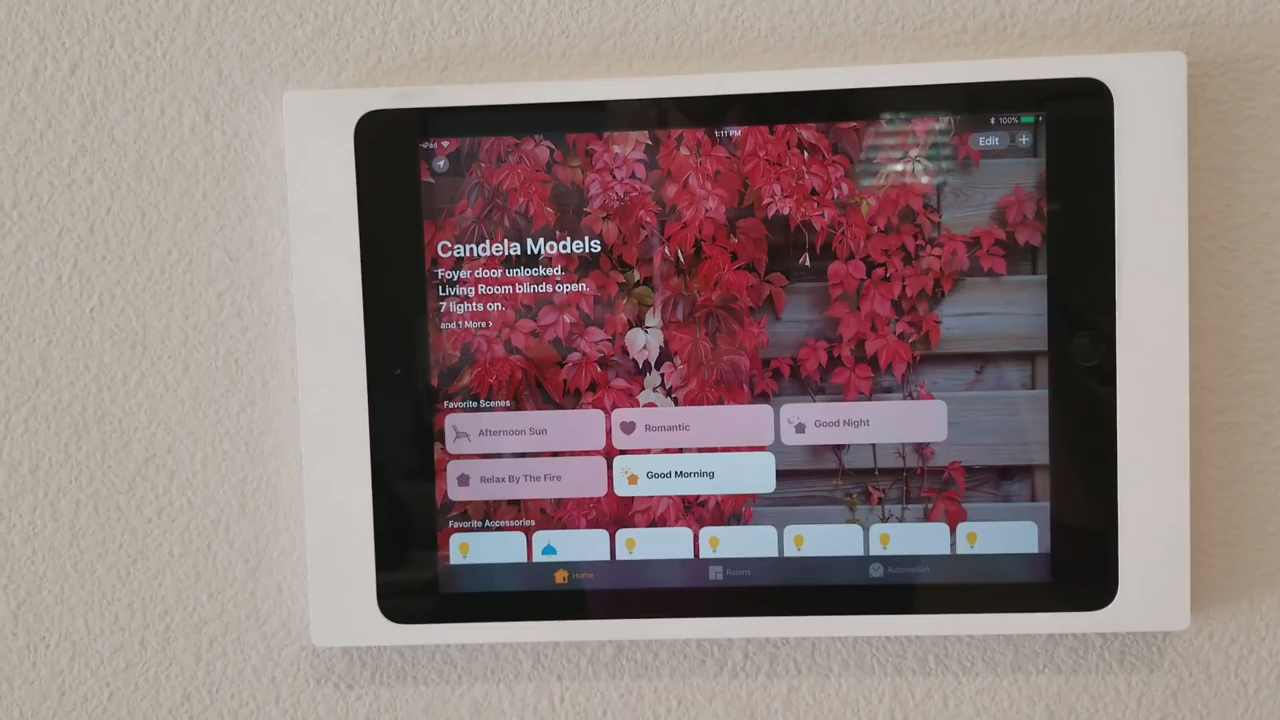 iPad
1:11 PM
100%
Edit
Candela Models
Foyer door unlocked.
Living Room blinds open.
7 lights on.
and 1 More >
Favorite Scenes
Afternoon Sun
Romantic
Good Night
Relax By The Fire
Good Morning
Favorite Accessories
Home
Rooms
Automation